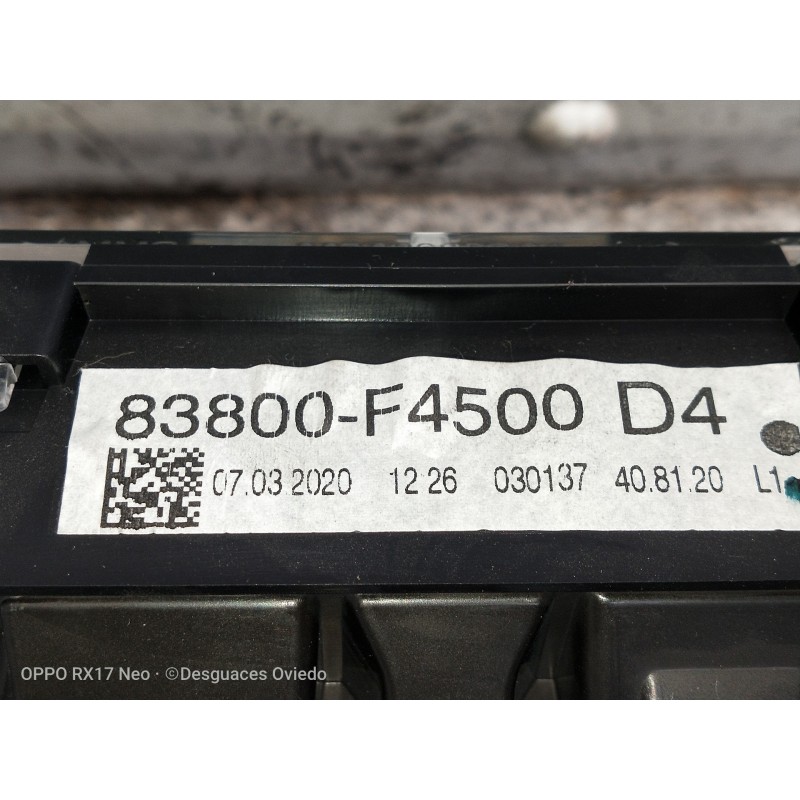 83800-F4500 D4
07.03.2020 12:26 030137 40.81.20 L1
OPPO RX17 Neo · ©Desguaces Oviedo